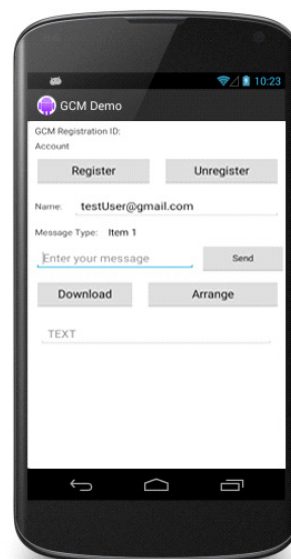 10:23
GCM Demo
GCM Registration ID:
Account
Register Unregister
Name: testUser@gmail.com
Message Type: Item 1
Enter your message Send
Download Arrange
TEXT